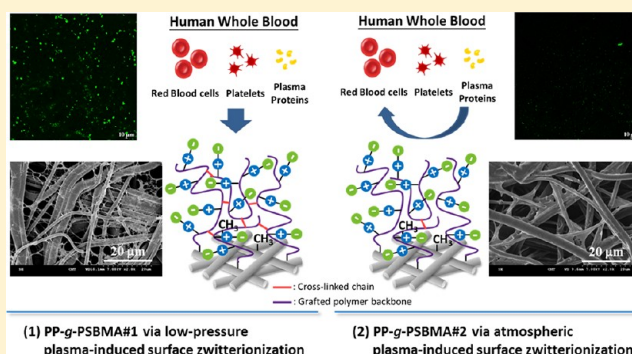 Human Whole Blood
Red Blood cells
Platelets
Plasma
Proteins
10 μm
20 μm
CH3
CH3
Human Whole Blood
Red Blood cells
Platelets
Plasma
Proteins
10 μm
20 μm
CH3
CH3
: Cross-linked chain
: Grafted polymer backbone
(1) PP-g-PSBMA#1 via low-pressure
plasma-induced surface zwitterionization
(2) PP-g-PSBMA#2 via atmospheric
plasma-induced surface zwitterionization